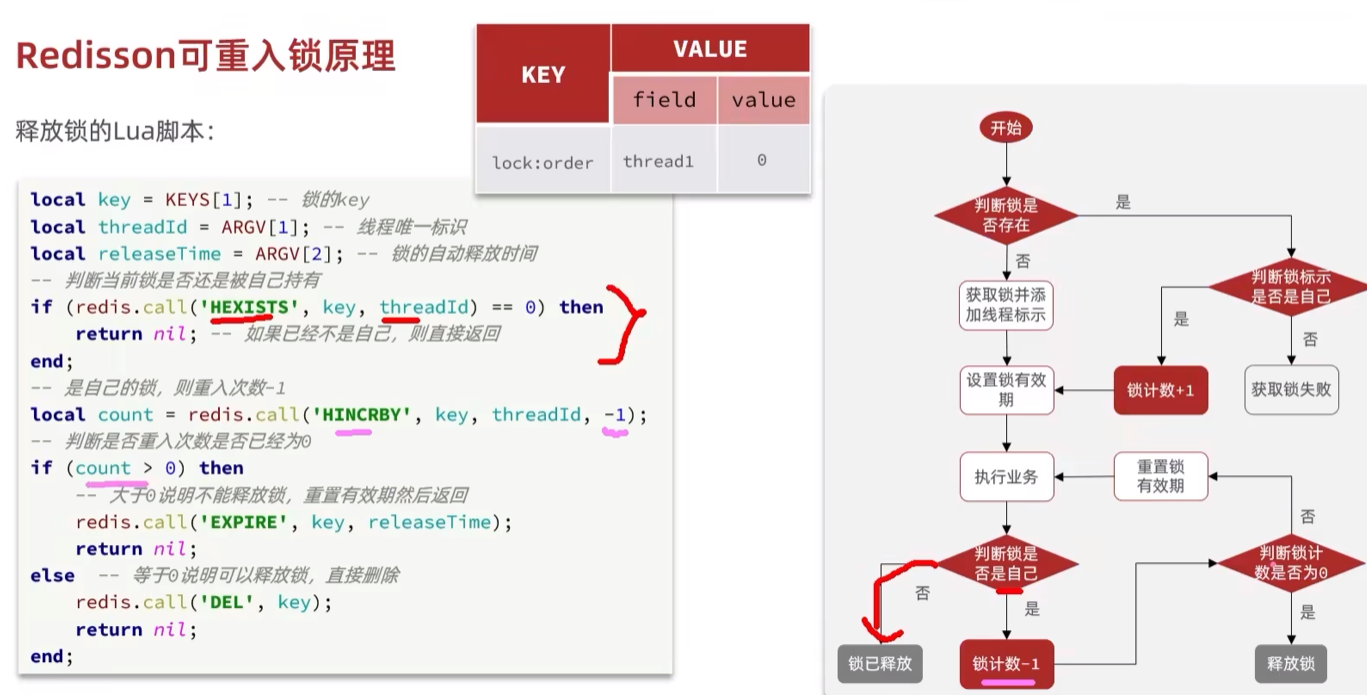 Redisson可重入锁原理
释放锁的Lua脚本：
KEY
VALUE
field
value
lock:order
thread1
0
local key = KEYS[1]; -- 锁的key
local threadId = ARGV[1]; -- 线程唯一标识
local releaseTime = ARGV[2]; -- 锁的自动释放时间
-- 判断当前锁是否还是被自己持有
if (redis.call('HEXISTS', key, threadId) == 0) then
return nil; -- 如果已经不是自己，则直接返回
end;
-- 是自己的锁，则重入次数-1
local count = redis.call('HINCRBY', key, threadId, -1);
-- 判断是否重入次数是否已经为0
if (count > 0) then
-- 大于0说明不能释放锁，重置有效期然后返回
redis.call('EXPIRE', key, releaseTime);
return nil;
else -- 等于0说明可以释放锁，直接删除
redis.call('DEL', key);
return nil;
end;
开始
判断锁是
否存在
是
否
判断锁标示
是否是自己
获取锁并添
加线程标示
是
否
设置锁有效
期
锁计数+1
获取锁失败
执行业务
重置锁
有效期
否
判断锁是
否是自己
判断锁计
数是否为0
否
是
是
锁已释放
锁计数-1
释放锁